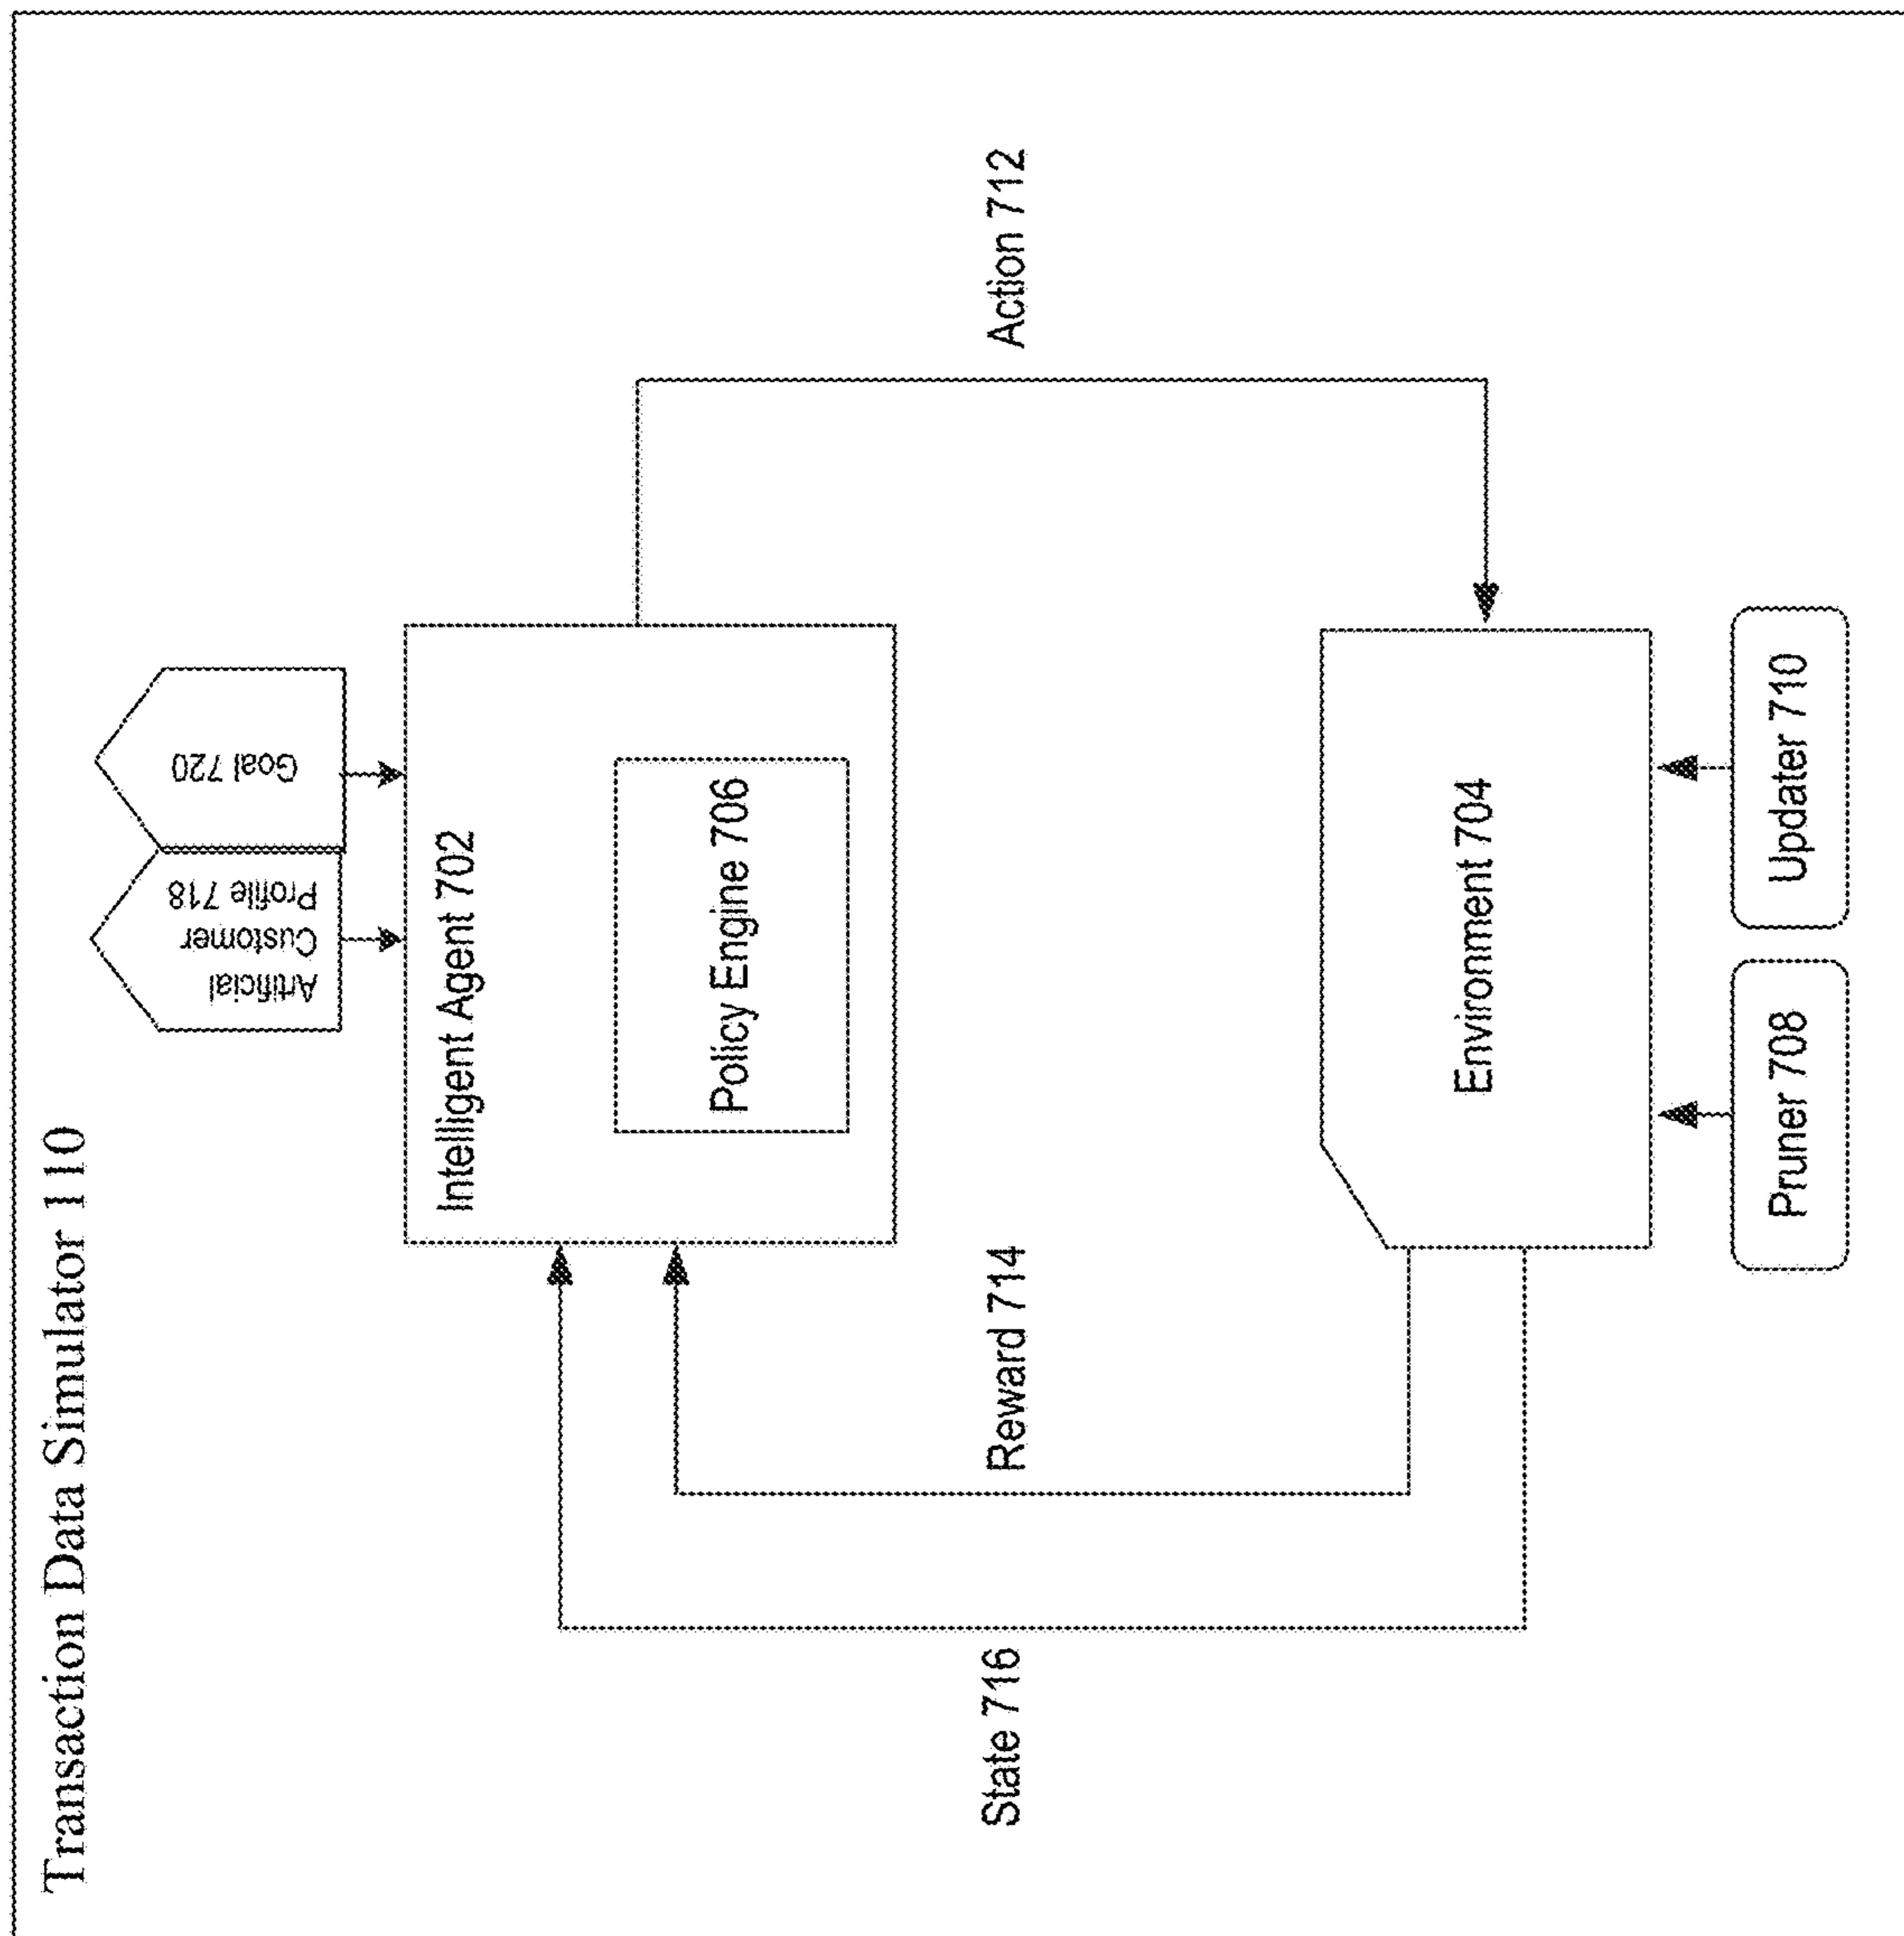 Transaction Data Simulator 110
Artificial
Customer
Profile 718
Goal 720
Intelligent Agent 702
Policy Engine 706
State 716
Reward 714
Action 712
Environment 704
Pruner 708
Updater 710